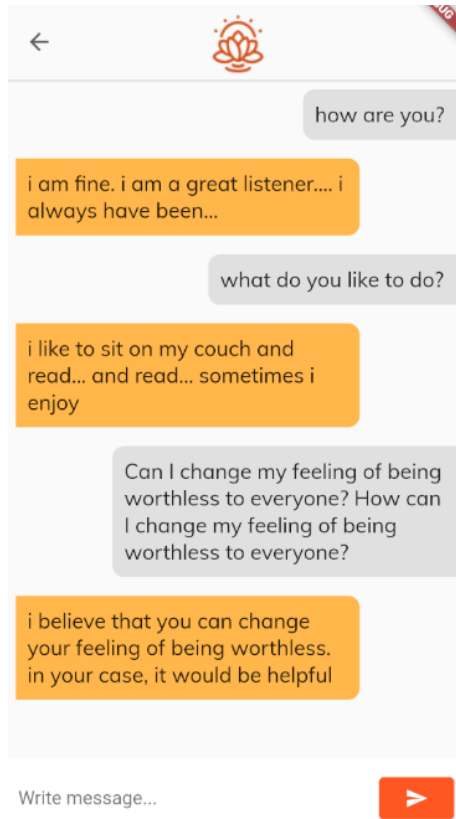 UG
how are you?
i am fine. i am a great listener.... i
always have been...
what do you like to do?
i like to sit on my couch and
read... and read... sometimes i
enjoy
Can I change my feeling of being
worthless to everyone? How can
I change my feeling of being
worthless to everyone?
i believe that you can change
your feeling of being worthless.
in your case, it would be helpful
Write message...